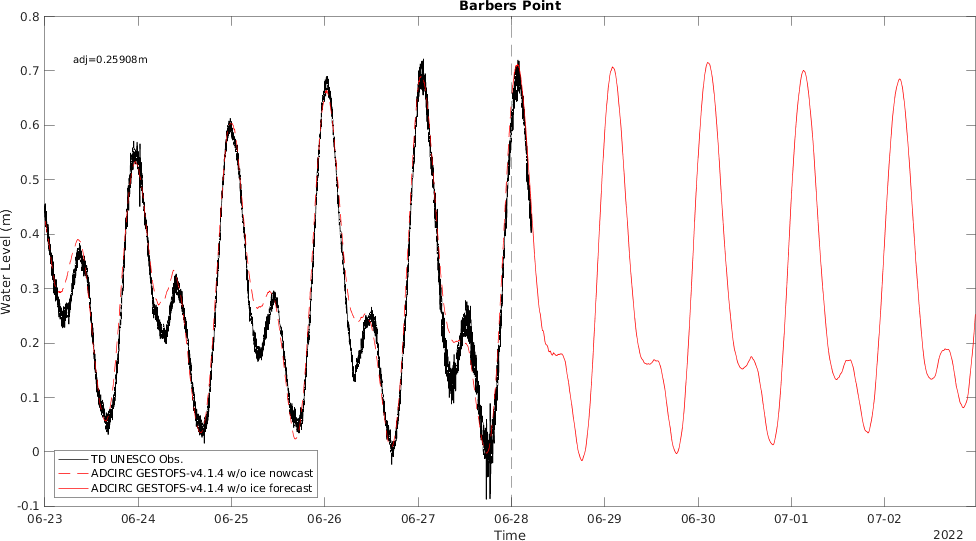 Barbers Point
0.8
0.7
0.6
0.5
0.4
0.3
0.2
0.1
0
-0.1
Water Level (m)
adj=0.25908m
TD UNESCO Obs.
ADCIRC GESTOFS-v4.1.4 w/o ice nowcast
ADCIRC GESTOFS-v4.1.4 w/o ice forecast
06-23 06-24 06-25 06-26 06-27 06-28 06-29 06-30 07-01 07-02
Time
2022